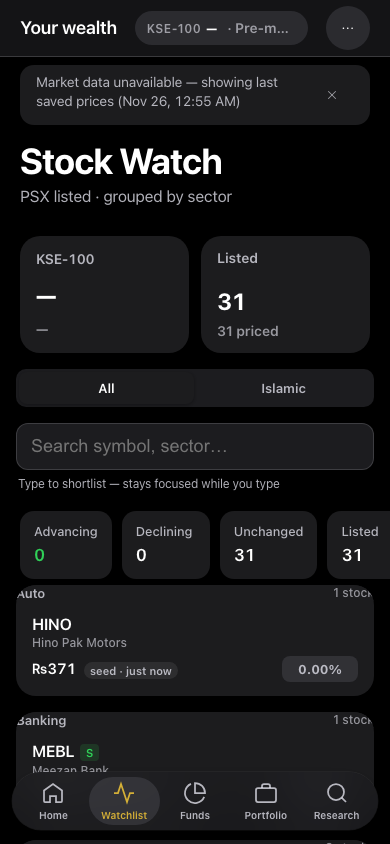 Your wealth
KSE-100 — · Pre-m...
Market data unavailable — showing last
saved prices (Nov 26, 12:55 AM)
Stock Watch
PSX listed · grouped by sector
KSE-100
—
—
Listed
31
31 priced
All
Islamic
Search symbol, sector...
Type to shortlist — stays focused while you type
Advancing
0
Declining
0
Unchanged
31
Listed
31
Auto
1 stock
HINO
Hino Pak Motors
₨371
seed · just now
0.00%
Banking
1 stock
MEBL S
Meezan Bank
Home
Watchlist
Funds
Portfolio
Research